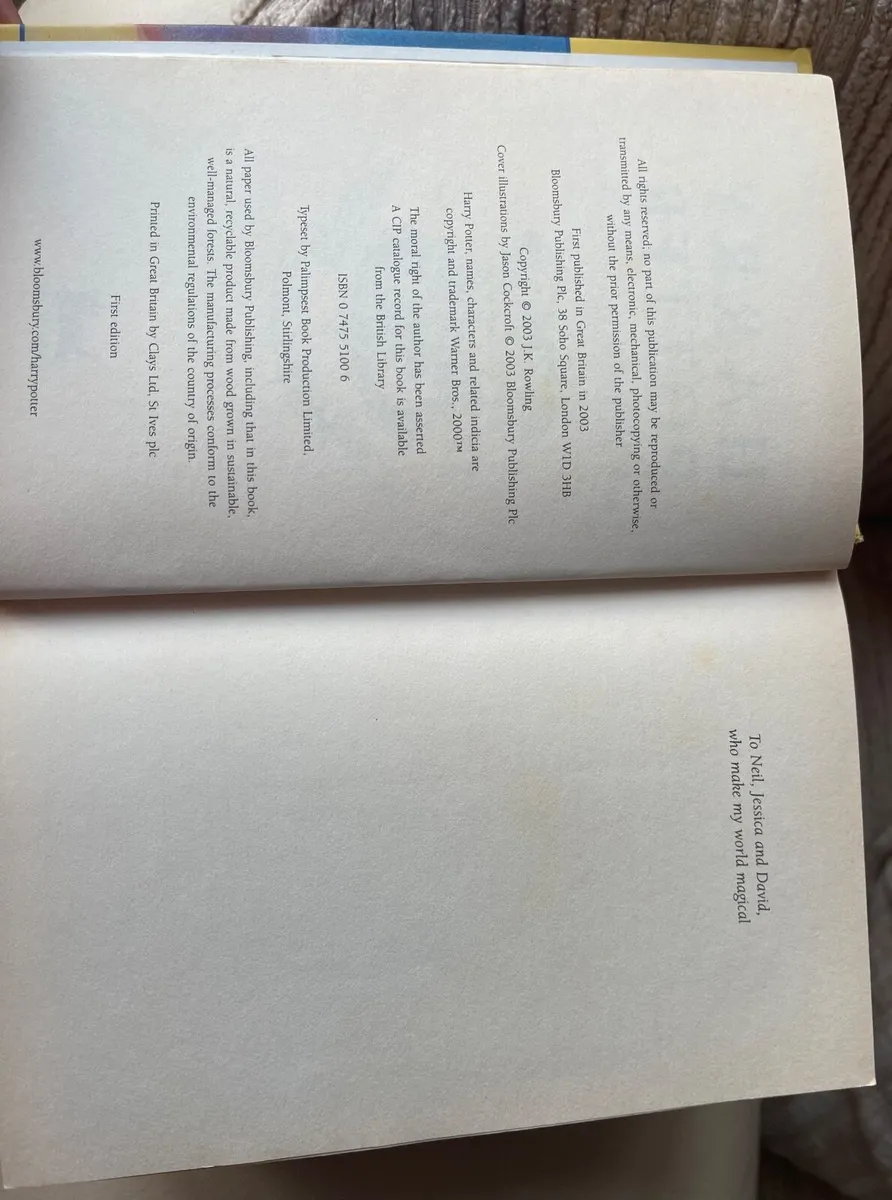 All rights reserved; no part of this publication may be reproduced or
transmitted by any means, electronic, mechanical, photocopying or otherwise,
without the prior permission of the publisher
First published in Great Britain in 2003
Bloomsbury Publishing Plc, 38 Soho Square, London W1D 3HB
Copyright © 2003 J.K. Rowling
Cover illustrations by Jason Cockcroft © 2003 Bloomsbury Publishing Plc
Harry Potter, names, characters and related indicia are
copyright and trademark Warner Bros., 2000™
The moral right of the author has been asserted
A CIP catalogue record for this book is available
from the British Library
ISBN 0 7475 5100 6
Typeset by Palimpsest Book Production Limited,
Polmont, Stirlingshire
All paper used by Bloomsbury Publishing, including that in this book,
is a natural, recyclable product made from wood grown in sustainable,
well-managed forests. The manufacturing processes conform to the
environmental regulations of the country of origin.
Printed in Great Britain by Clays Ltd, St Ives plc
First edition
www.bloomsbury.com/harrypotter
To Neil, Jessica and David,
who make my world magical